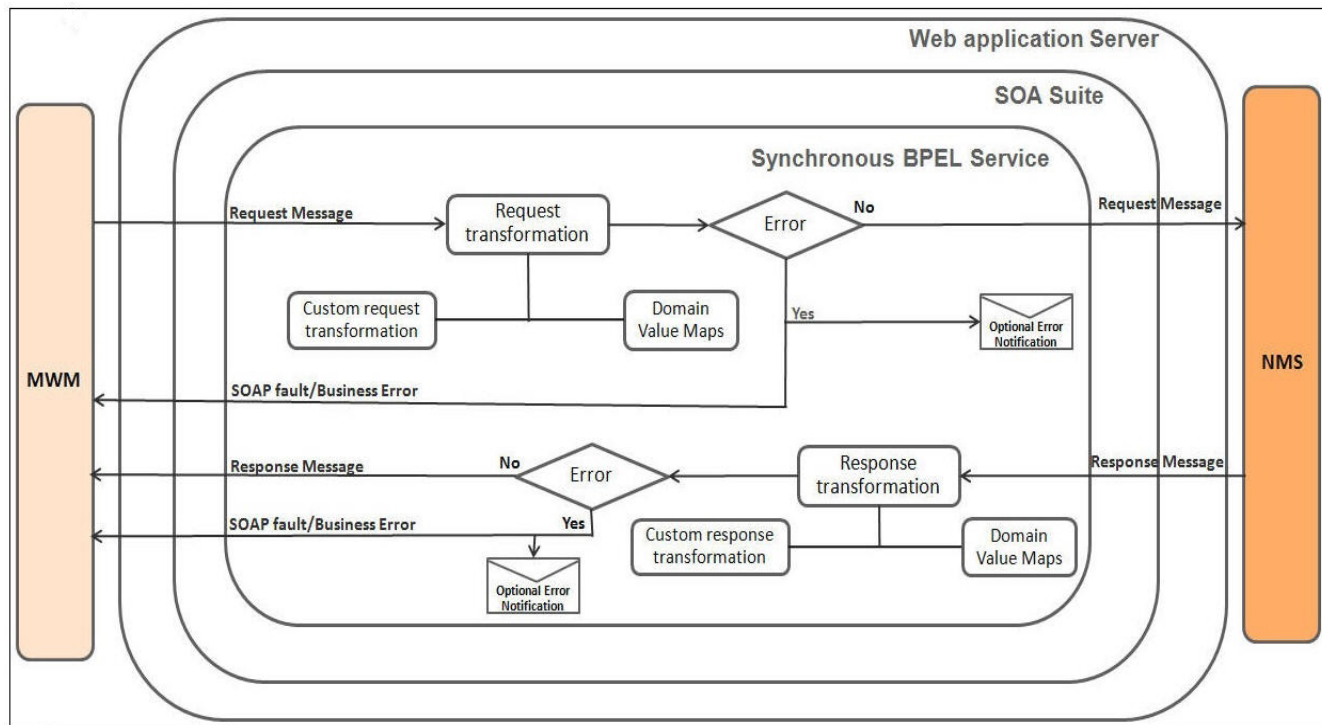 Web application Server
SOA Suite
Synchronous BPEL Service
Request Message
Request
transformation
Error
No
Request Message
Custom request
transformation
Domain
Value Maps
Yes
Optional Error
Notification
MWM
NMS
SOAP fault/Business Error
Response Message
No
Error
Response
transformation
Response Message
SOAP fault/Business Error
Yes
Custom response
transformation
Domain
Value Maps
Optional Error
Notification